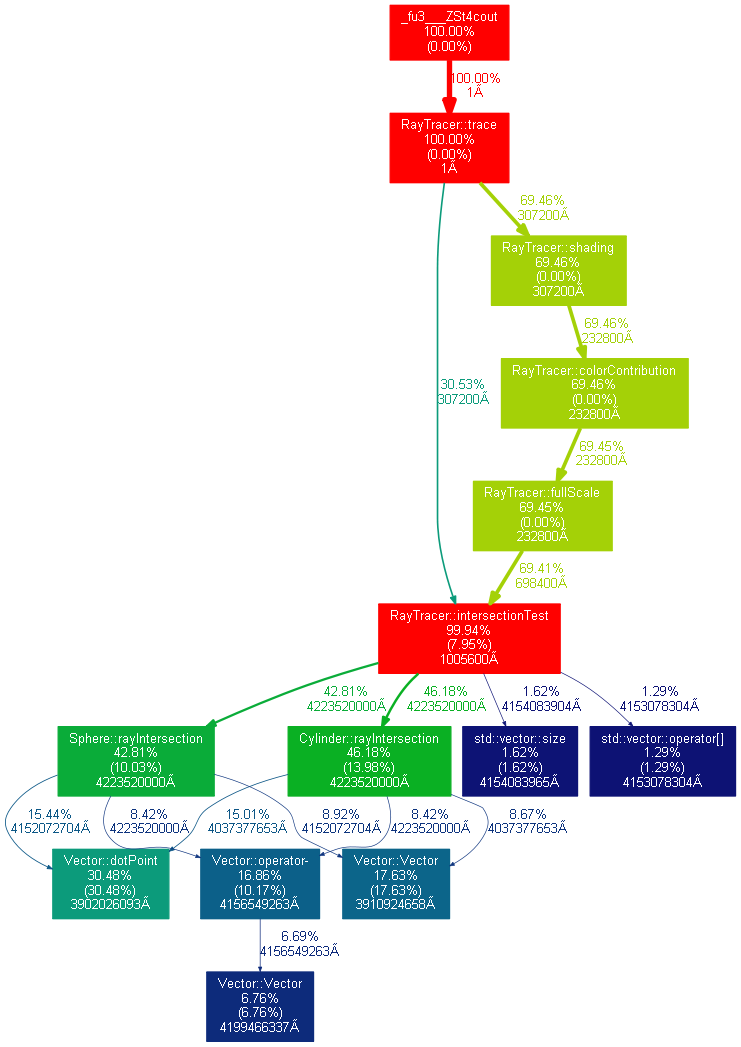 _fu3___ZSt4cout
100.00%
(0.00%)
100.00%
1Ã
RayTracer::trace
100.00%
(0.00%)
1Ã
69.46%
307200Ã
RayTracer::shading
69.46%
(0.00%)
307200Ã
69.46%
232800Ã
RayTracer::colorContribution
69.46%
(0.00%)
232800Ã
30.53%
307200Ã
69.45%
232800Ã
RayTracer::fullScale
69.45%
(0.00%)
232800Ã
69.41%
698400Ã
RayTracer::intersectionTest
99.94%
(7.95%)
1005600Ã
42.81%
4223520000Ã
46.18%
4223520000Ã
1.62%
4154083904Ã
1.29%
4153078304Ã
Sphere::rayIntersection
42.81%
(10.03%)
4223520000Ã
Cylinder::rayIntersection
46.18%
(13.98%)
4223520000Ã
std::vector::size
1.62%
(1.62%)
4154083965Ã
std::vector::operator[]
1.29%
(1.29%)
4153078304Ã
15.44%
4152072704Ã
8.42%
4223520000Ã
15.01%
4037377653Ã
8.92%
4152072704Ã
8.42%
4223520000Ã
8.67%
4037377653Ã
Vector::dotPoint
30.48%
(30.48%)
3902026093Ã
Vector::operator-
16.86%
(10.17%)
4156549263Ã
Vector::Vector
17.63%
(17.63%)
3910924658Ã
6.69%
4156549263Ã
Vector::Vector
6.76%
(6.76%)
4199466337Ã